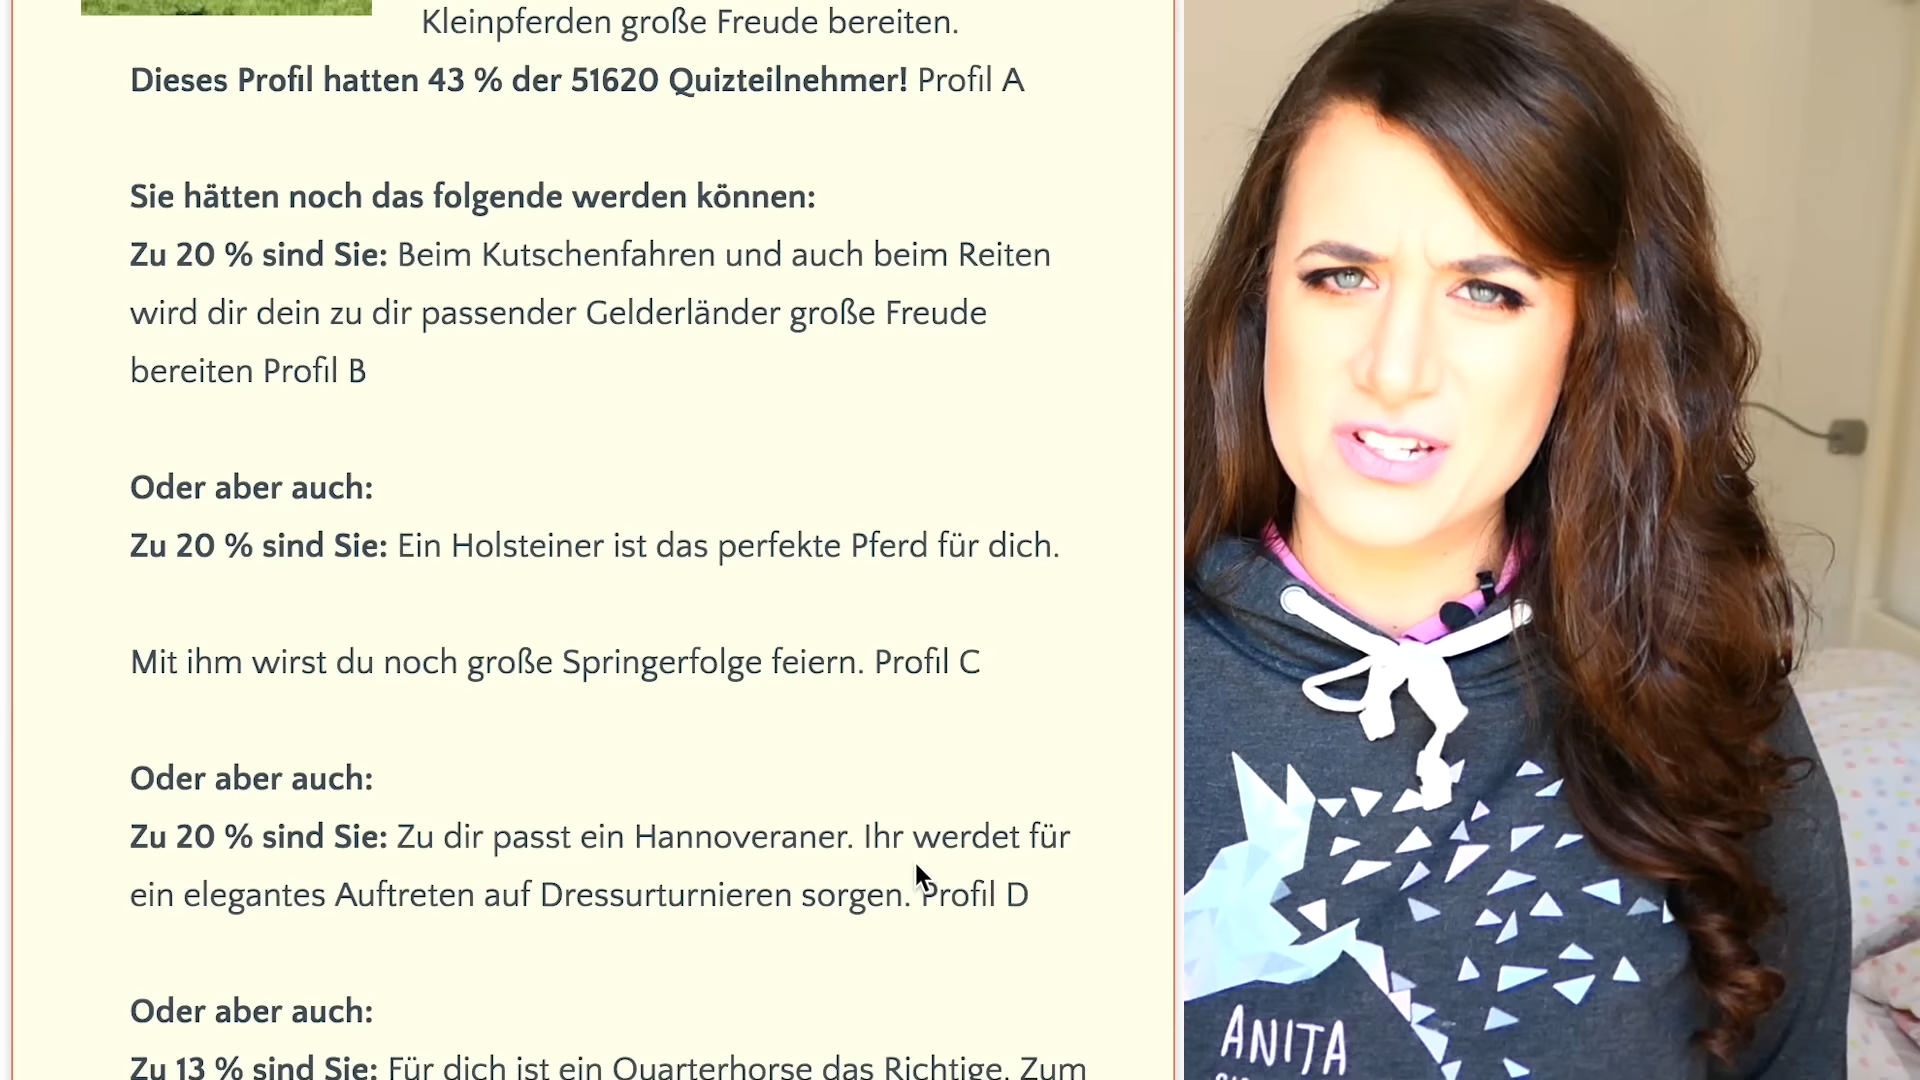 Kleinpferden große Freude bereiten.
Dieses Profil hatten 43 % der 51620 Quizteilnehmer! Profil A
Sie hätten noch das folgende werden können:
Zu 20 % sind Sie: Beim Kutschenfahren und auch beim Reiten
wird dir dein zu dir passender Gelderländer große Freude
bereiten Profil B
Oder aber auch:
Zu 20 % sind Sie: Ein Holsteiner ist das perfekte Pferd für dich.
Mit ihm wirst du noch große Springerfolge feiern. Profil C
Oder aber auch:
Zu 20 % sind Sie: Zu dir passt ein Hannoveraner. Ihr werdet für
ein elegantes Auftreten auf Dressurturnieren sorgen. Profil D
Oder aber auch:
Zu 13 % sind Sie: Für dich ist ein Quarterhorse das Richtige. Zum
ANITA